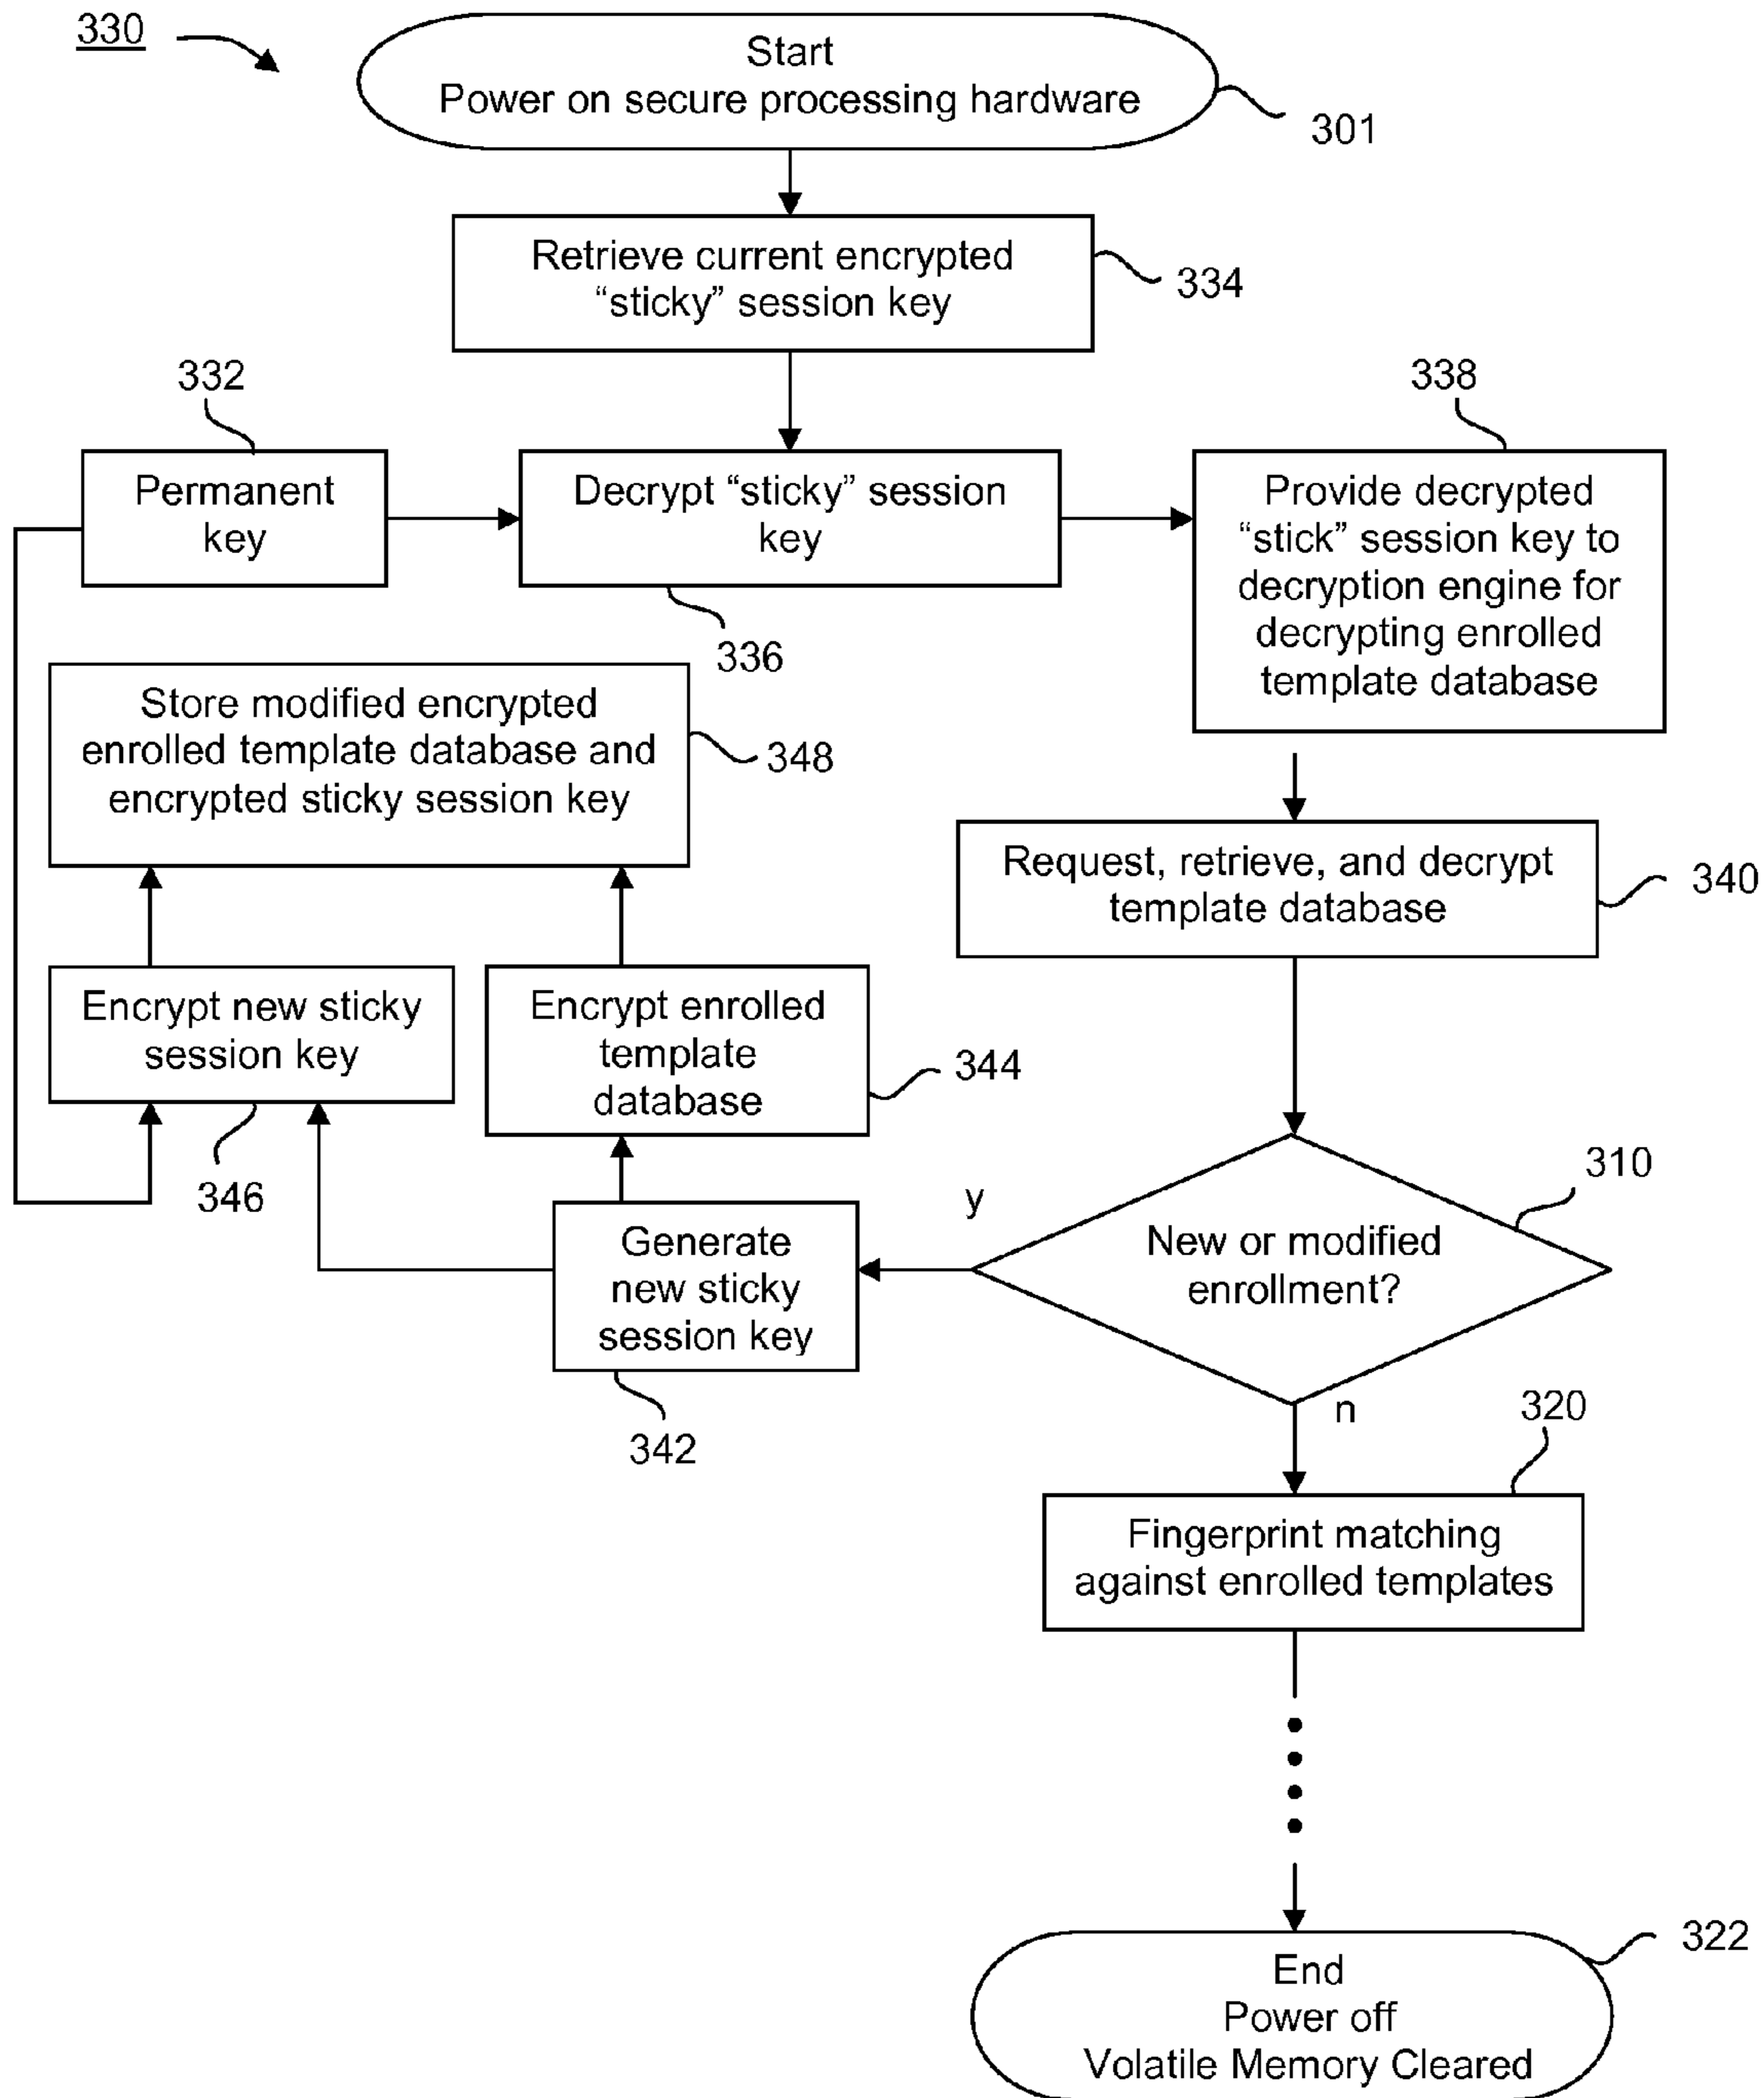 330
Start
Power on secure processing hardware
301
Retrieve current encrypted
“sticky” session key
334
332
338
Permanent
key
Decrypt “sticky” session
key
336
Provide decrypted
“stick” session key to
decryption engine for
decrypting enrolled
template database
Store modified encrypted
enrolled template database and
encrypted sticky session key
348
Request, retrieve, and decrypt
template database
340
Encrypt new sticky
session key
346
Encrypt enrolled
template
database
344
310
y
New or modified
enrollment?
Generate
new sticky
session key
342
n
320
Fingerprint matching
against enrolled templates
322
End
Power off
Volatile Memory Cleared